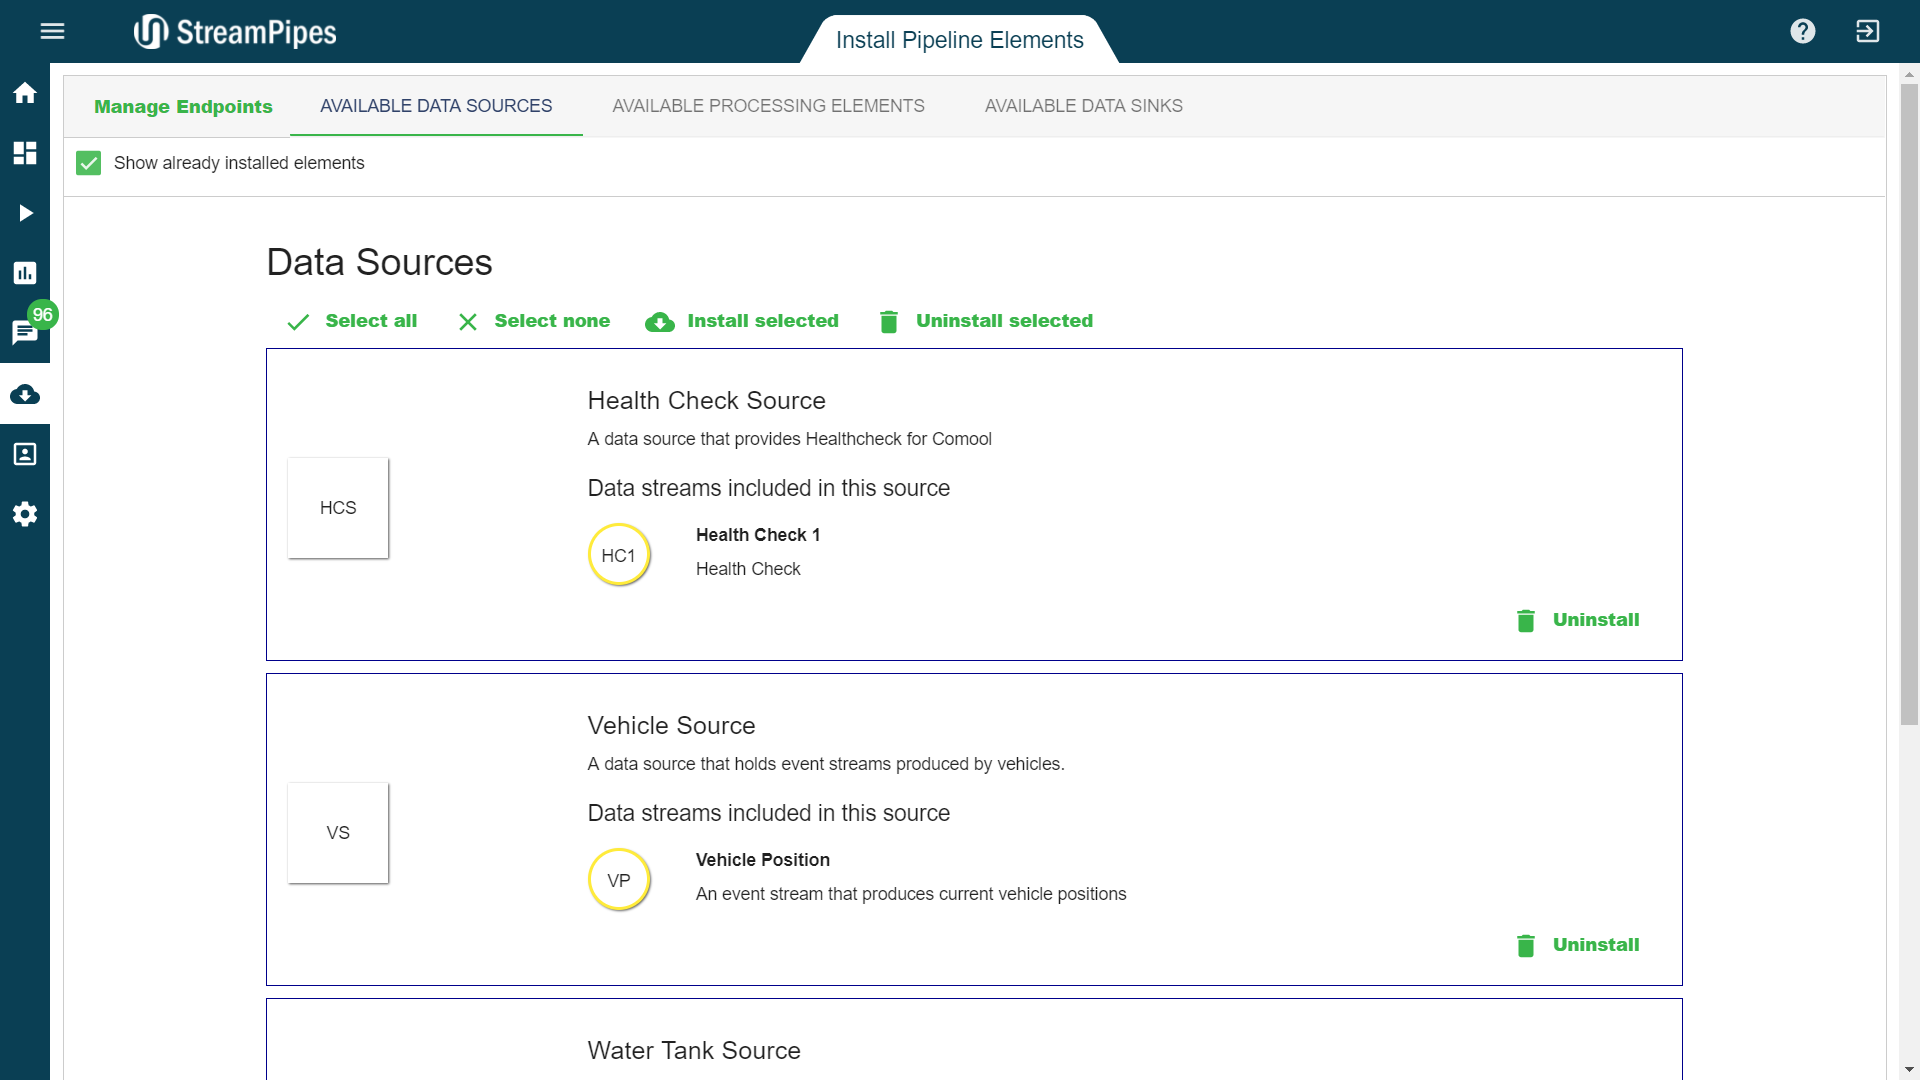 StreamPipes
Install Pipeline Elements
Manage Endpoints
AVAILABLE DATA SOURCES
AVAILABLE PROCESSING ELEMENTS
AVAILABLE DATA SINKS
Show already installed elements
96
Data Sources
Select all
Select none
Install selected
Uninstall selected
HCS
Health Check Source
A data source that provides Healthcheck for Comool
Data streams included in this source
HC1
Health Check 1
Health Check
Uninstall
VS
Vehicle Source
A data source that holds event streams produced by vehicles.
Data streams included in this source
VP
Vehicle Position
An event stream that produces current vehicle positions
Uninstall
Water Tank Source